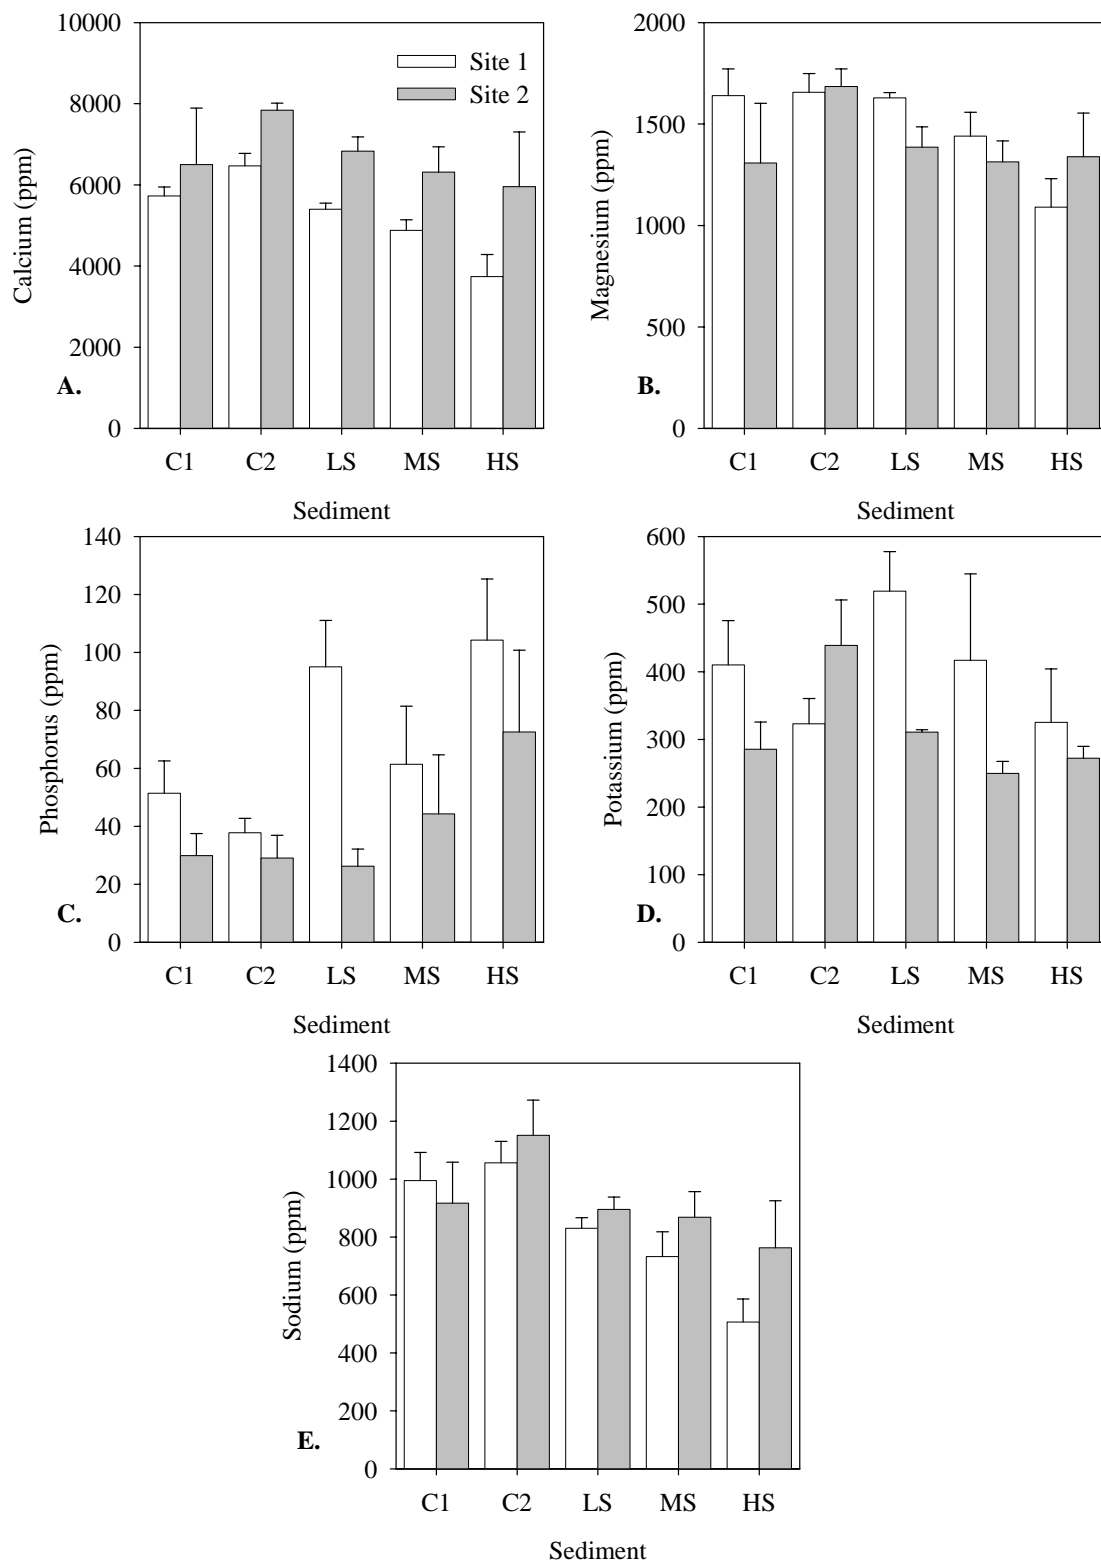 10000
8000
6000
4000
2000
0
Calcium (ppm)
A.
Site 1
Site 2
C1 C2 LS MS HS
Sediment
2000
1500
1000
500
0
Magnesium (ppm)
B.
C1 C2 LS MS HS
Sediment
140
120
100
80
60
40
20
0
Phosphorus (ppm)
C.
C1 C2 LS MS HS
Sediment
600
500
400
300
200
100
0
Potassium (ppm)
D.
C1 C2 LS MS HS
Sediment
1400
1200
1000
800
600
400
200
0
Sodium (ppm)
E.
C1 C2 LS MS HS
Sediment